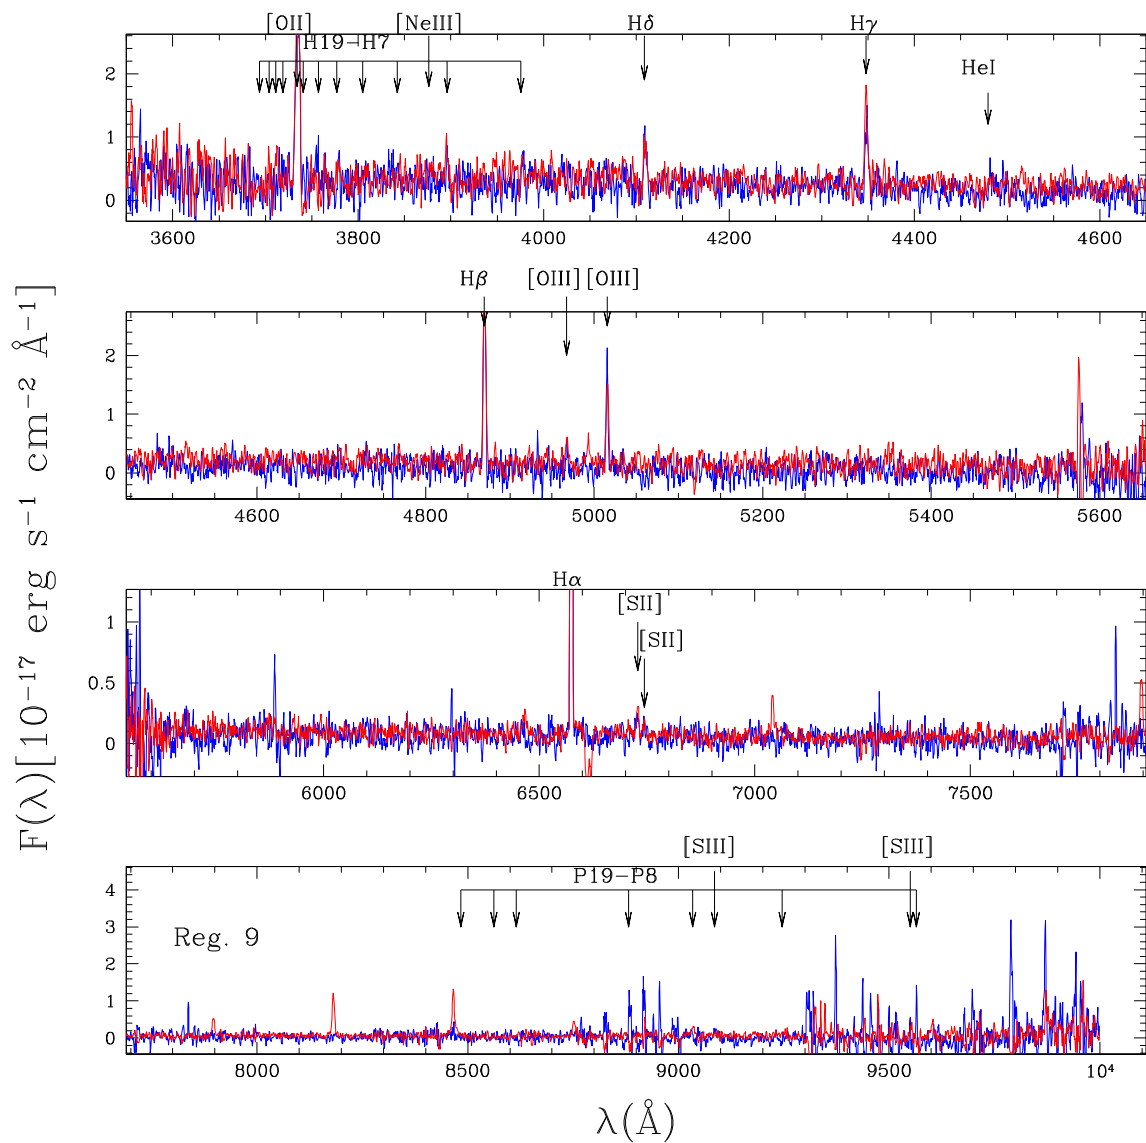 [OII] [NeIII] Hδ Hγ
H19−H7
HeI
2
1
0
3600 3800 4000 4200 4400 4600
Hβ [OIII] [OIII]
2
1
0
4600 4800 5000 5200 5400 5600
Hα
[SII]
[SII]
1
0.5
0
6000 6500 7000 7500
[SIII] [SIII]
P19−P8
4
3
2
1
0
Reg. 9
8000 8500 9000 9500 10⁴
λ(Å)
F(λ)[10⁻¹⁷ erg s⁻¹ cm⁻² Å⁻¹]